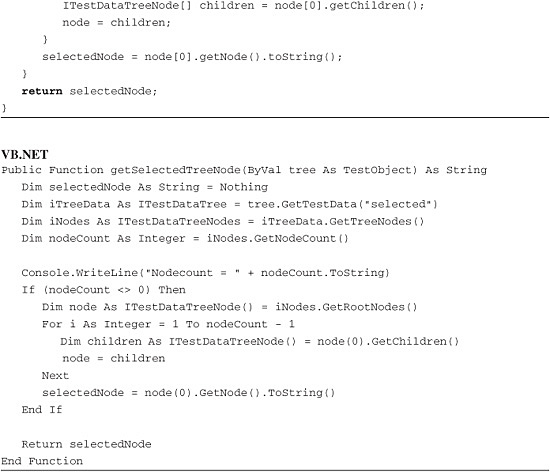 ITestDataTreeNode[] children = node[0].getChildren();
node = children;
}
selectedNode = node[0].getNode().toString();
}
return selectedNode;
}
VB.NET
Public Function getSelectedTreeNode(ByVal tree As TestObject) As String
Dim selectedNode As String = Nothing
Dim iTreeData As ITestDataTree = tree.GetTestData("selected")
Dim iNodes As ITestDataTreeNodes = iTreeData.GetTreeNodes()
Dim nodeCount As Integer = iNodes.GetNodeCount()
Console.WriteLine("Nodecount = " + nodeCount.ToString)
If (nodeCount <> 0) Then
Dim node As ITestDataTreeNode() = iNodes.GetRootNodes()
For i As Integer = 1 To nodeCount - 1
Dim children As ITestDataTreeNode() = node(0).GetChildren()
node = children
Next
selectedNode = node(0).GetNode().ToString()
End If
Return selectedNode
End Function